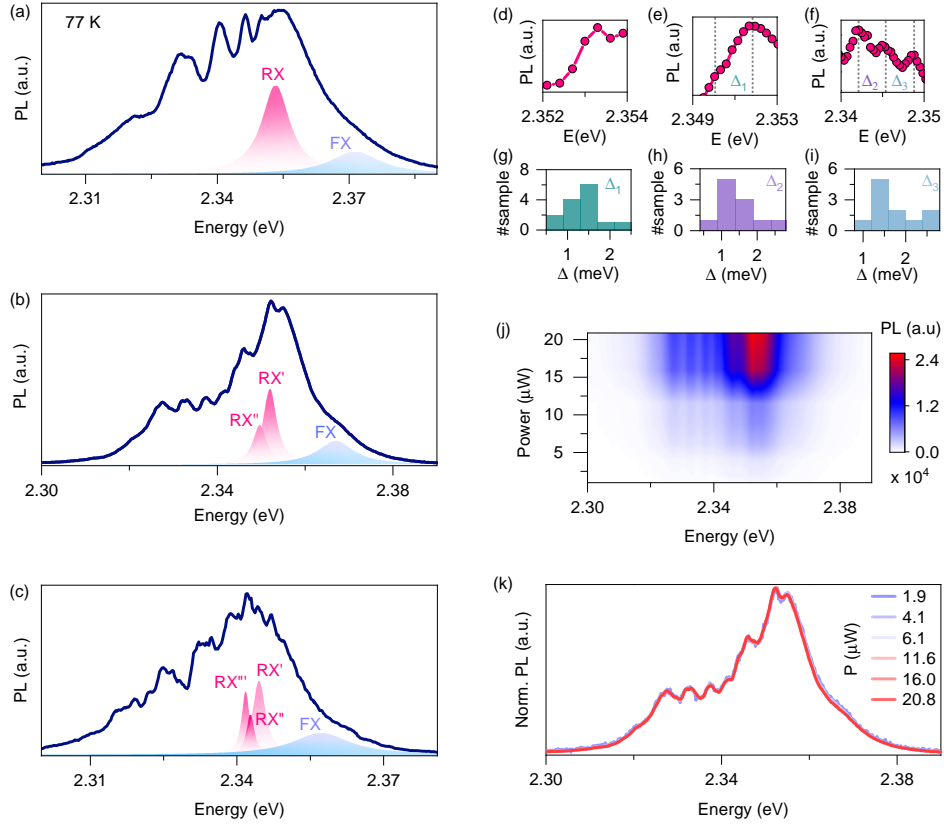 (a)
77 K
PL (a.u.)
RX
FX
2.31
2.34
2.37
Energy (eV)
(b)
PL (a.u.)
RX'
RX"
FX
2.30
2.34
2.38
Energy (eV)
(c)
PL (a.u.)
RX"'
RX'
RX"
FX
2.31
2.34
2.37
Energy (eV)
(d)
PL (a.u.)
2.352
2.354
E(eV)
(e)
PL (a.u)
Δ1
2.349
2.353
E (eV)
(f)
PL (a.u.)
Δ2
Δ3
2.34
2.35
E (eV)
(g)
#sample
8
4
0
Δ1
1
2
Δ (meV)
(h)
#sample
6
3
0
Δ2
1
2
Δ (meV)
(i)
#sample
6
3
0
Δ3
1
2
Δ (meV)
(j)
Power (μW)
20
15
10
5
2.30
2.34
2.38
Energy (eV)
PL (a.u)
2.4
1.2
0.0
x 10⁴
(k)
Norm. PL (a.u.)
1.9
4.1
6.1
11.6
16.0
20.8
P (μW)
2.30
2.34
2.38
Energy (eV)